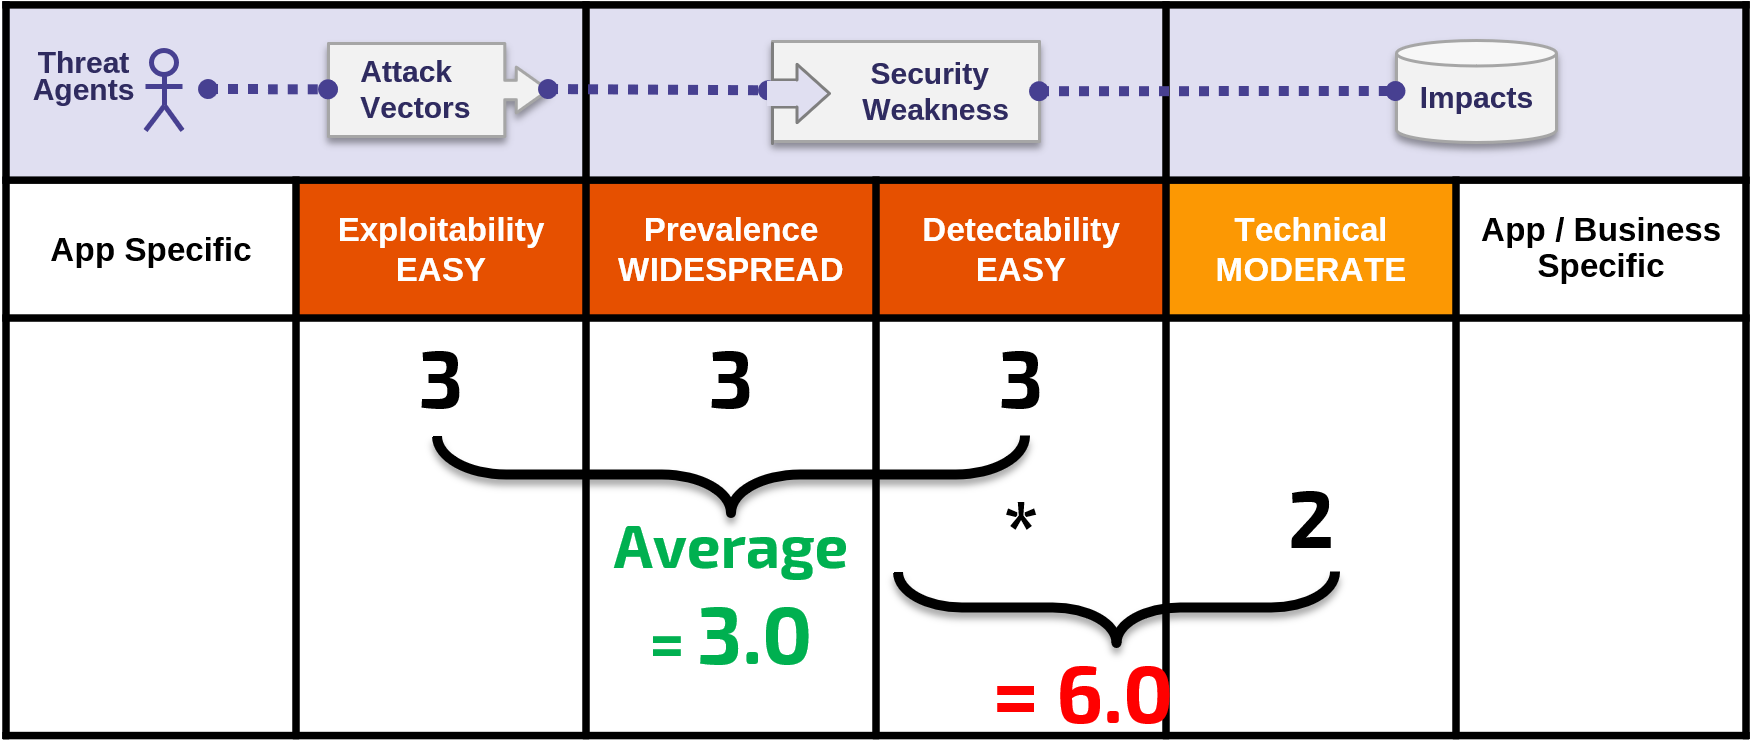 Threat
Agents
Attack
Vectors
Security
Weakness
Impacts
App Specific
Exploitability
EASY
Prevalence
WIDESPREAD
Detectability
EASY
Technical
MODERATE
App / Business
Specific
3
3
3
*
2
Average
= 3.0
= 6.0